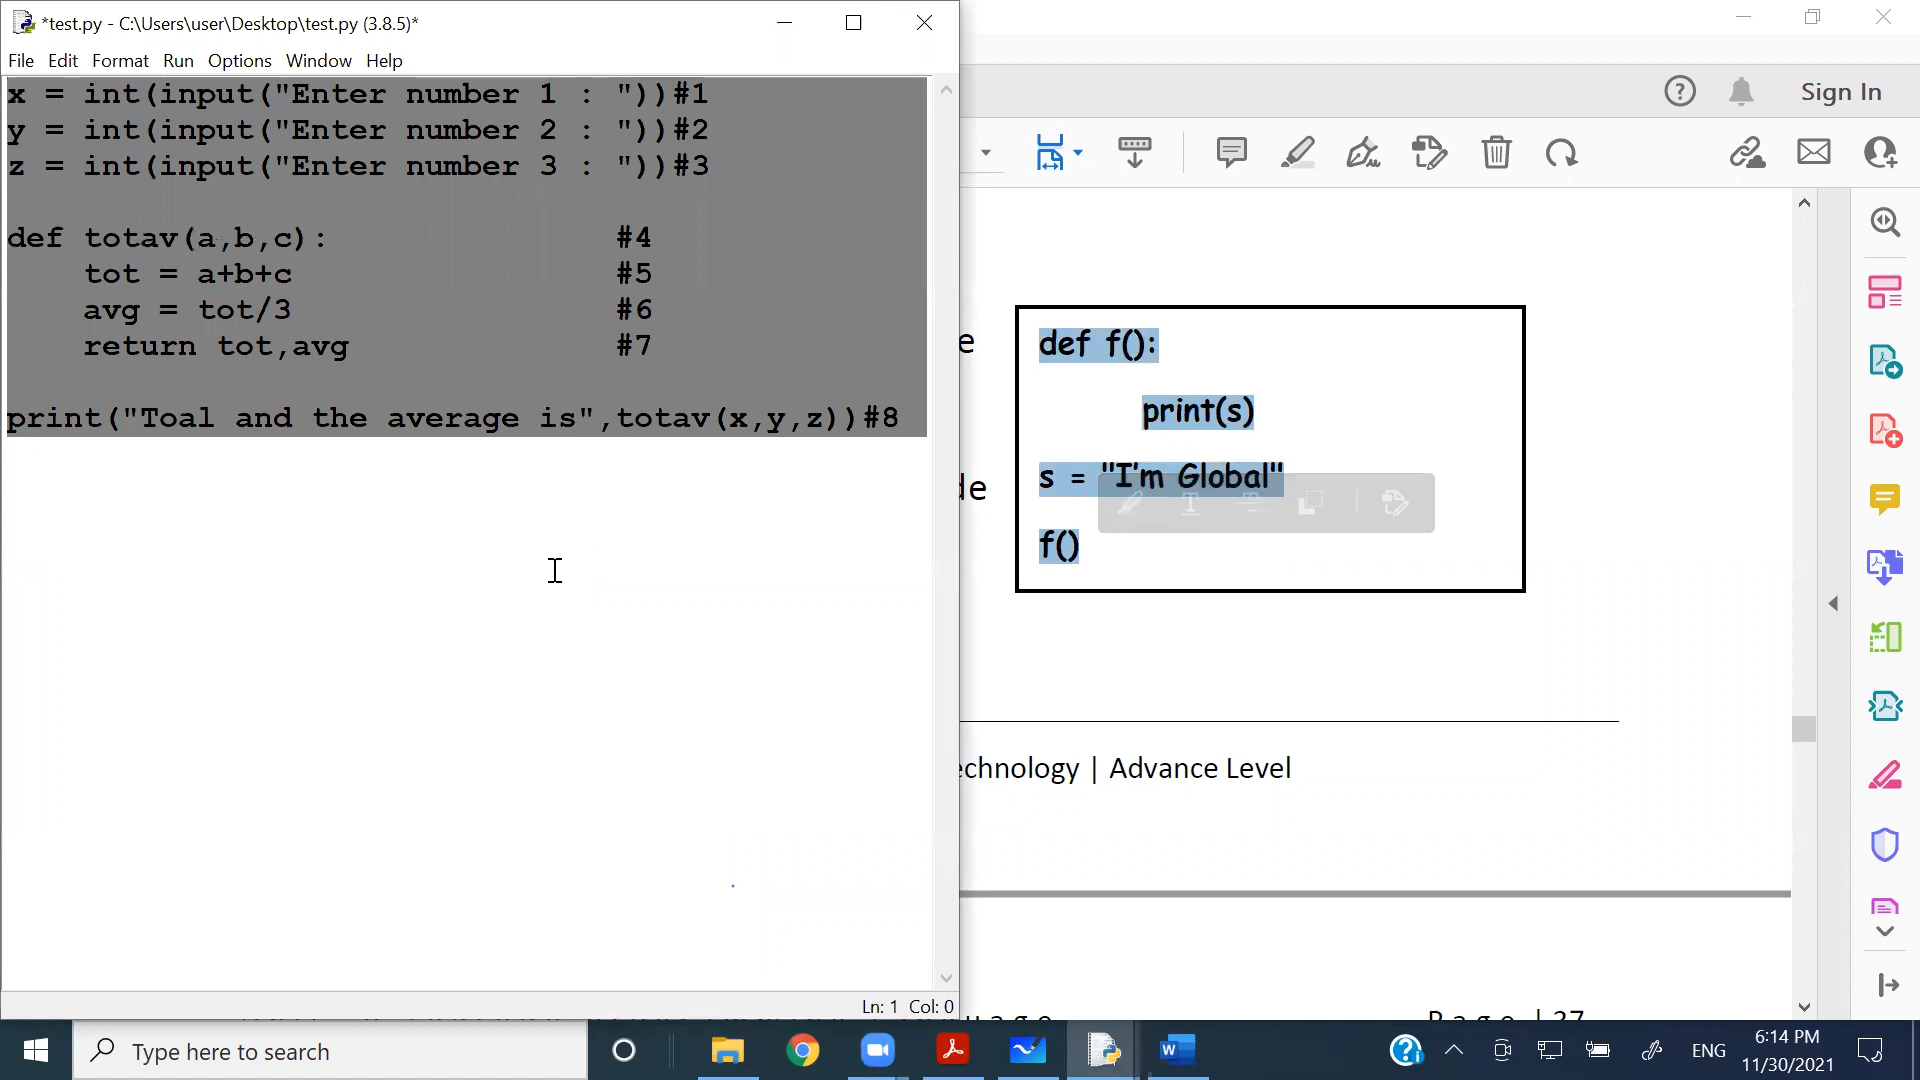 *test.py - C:\Users\user\Desktop\test.py (3.8.5)*
File Edit Format Run Options Window Help
x = int(input("Enter number 1 : "))#1
y = int(input("Enter number 2 : "))#2
z = int(input("Enter number 3 : "))#3
def totav(a,b,c): #4
tot = a+b+c #5
avg = tot/3 #6
return tot,avg #7
print("Toal and the average is",totav(x,y,z))#8
Ln: 1 Col: 0
Sign In
e
def f():
print(s)
s = "I'm Global"
de
f()
echnology | Advance Level
P a g e | 37
Type here to search
ENG
6:14 PM
11/30/2021